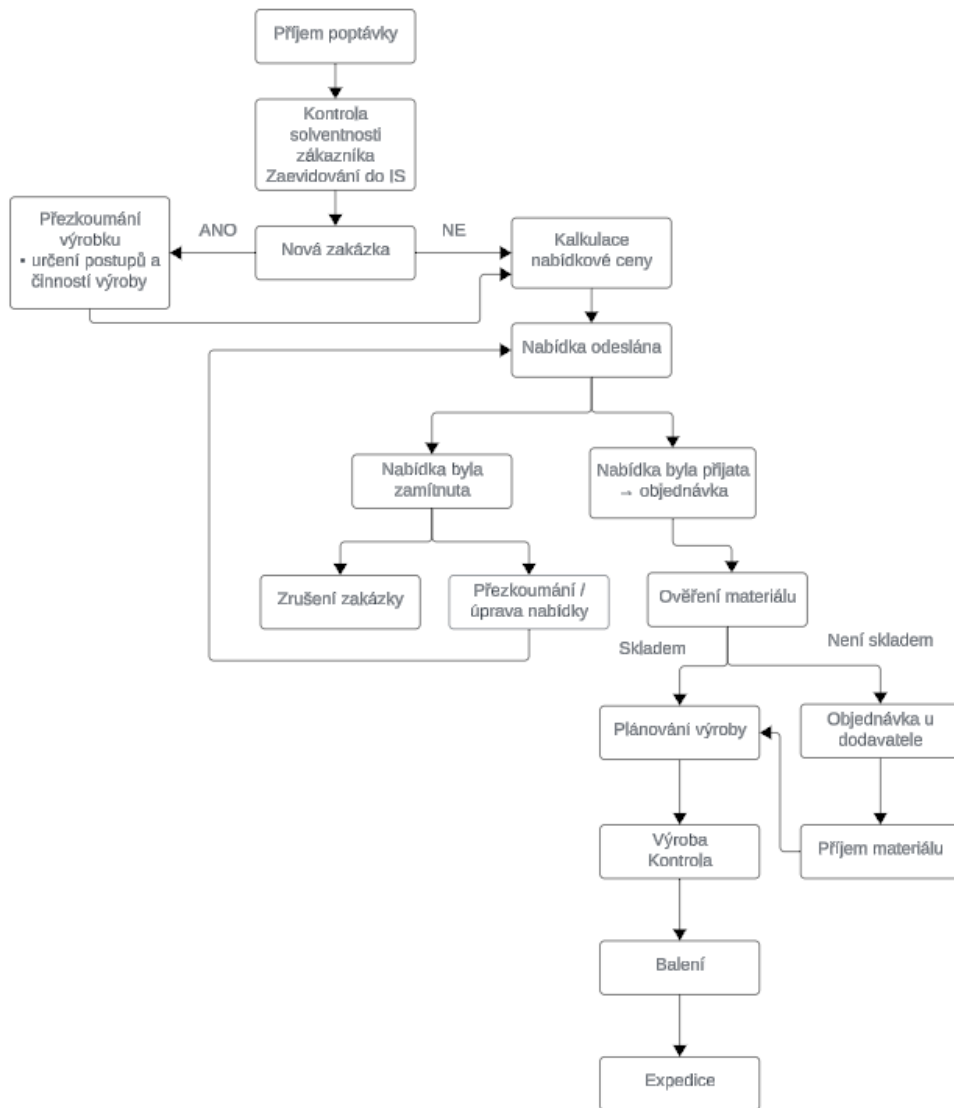 Příjem poptávky
Kontrola
solventnosti
zákazníka
Zaevidování do IS
Přezkoumání
výrobku
• určení postupů a
činností výroby
ANO
Nová zakázka
NE
Kalkulace
nabídkové ceny
Nabídka odeslána
Nabídka byla
zamítnuta
Nabídka byla přijata
→ objednávka
Zrušení zakázky
Přezkoumání /
úprava nabídky
Ověření materiálu
Skladem
Není skladem
Plánování výroby
Objednávka u
dodavatele
Výroba
Kontrola
Příjem materiálu
Balení
Expedice